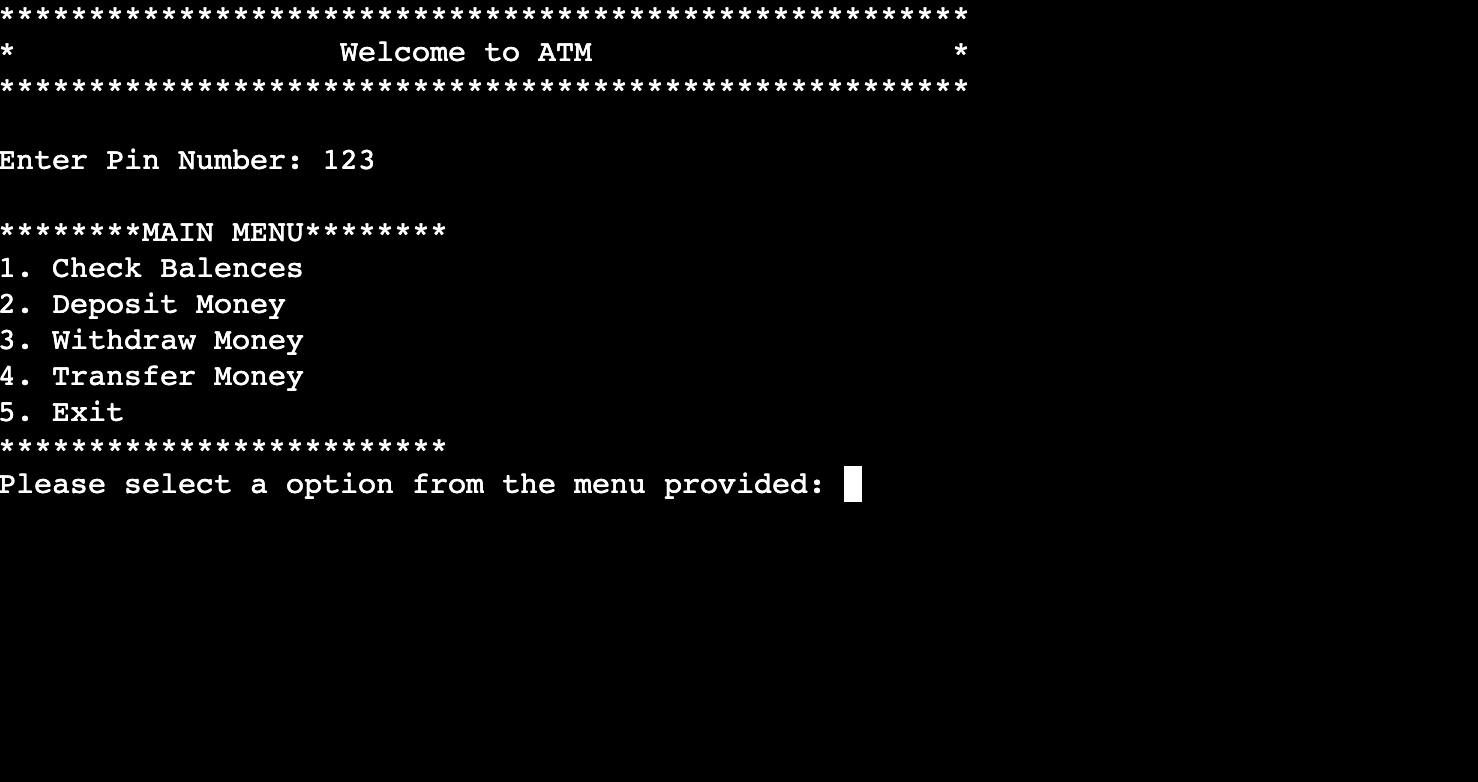 ******************************************************
*                  Welcome to ATM                    *
******************************************************
Enter Pin Number: 123
********MAIN MENU********
1. Check Balences
2. Deposit Money
3. Withdraw Money
4. Transfer Money
5. Exit
*************************
Please select a option from the menu provided: